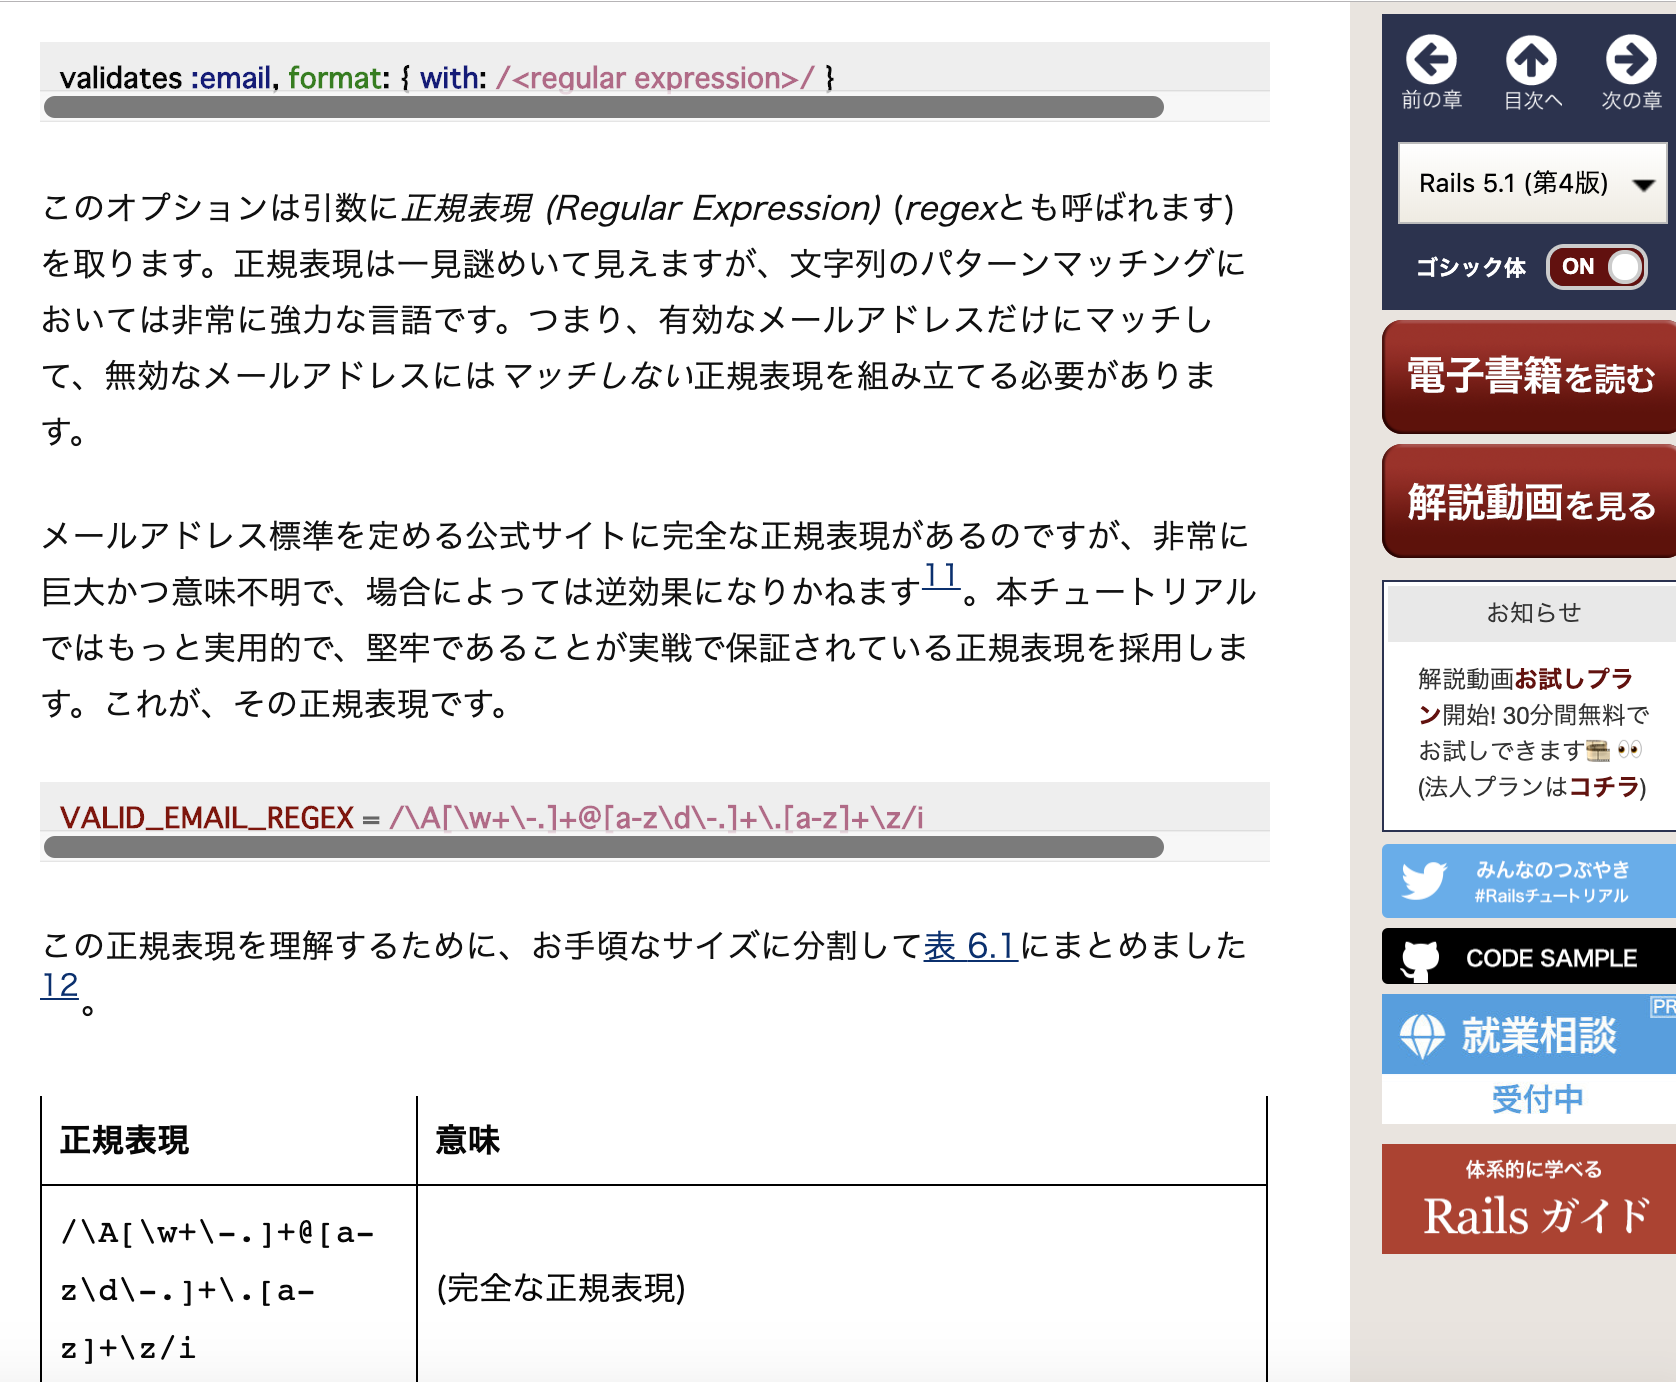 validates :email, format: { with: /<regular expression>/ }
このオプションは引数に正規表現 (Regular Expression) (regexとも呼ばれます)
を取ります。正規表現は一見謎めいて見えますが、文字列のパターンマッチングに
おいては非常に強力な言語です。つまり、有効なメールアドレスだけにマッチし
て、無効なメールアドレスにはマッチしない正規表現を組み立てる必要がありま
す。
メールアドレス標準を定める公式サイトに完全な正規表現があるのですが、非常に
巨大かつ意味不明で、場合によっては逆効果になりかねます11。本チュートリアル
ではもっと実用的で、堅牢であることが実戦で保証されている正規表現を採用しま
す。これが、その正規表現です。
VALID_EMAIL_REGEX = /\A[\w+\-.]+@[a-z\d\-.]+\.[a-z]+\z/i
この正規表現を理解するために、お手頃なサイズに分割して表 6.1にまとめました
12。
正規表現 意味
/\A[\w+\-.]+@[a-
z\d\-.]+\.[a-
z]+\z/i
(完全な正規表現)
前の章 目次へ 次の章
Rails 5.1 (第4版)
ゴシック体 ON
電子書籍を読む
解説動画を見る
お知らせ
解説動画お試しプラ
ン開始! 30分間無料で
お試しできます
(法人プランはコチラ)
みんなのつぶやき
#Railsチュートリアル
CODE SAMPLE
PR
就業相談
受付中
体系的に学べる
Rails ガイド